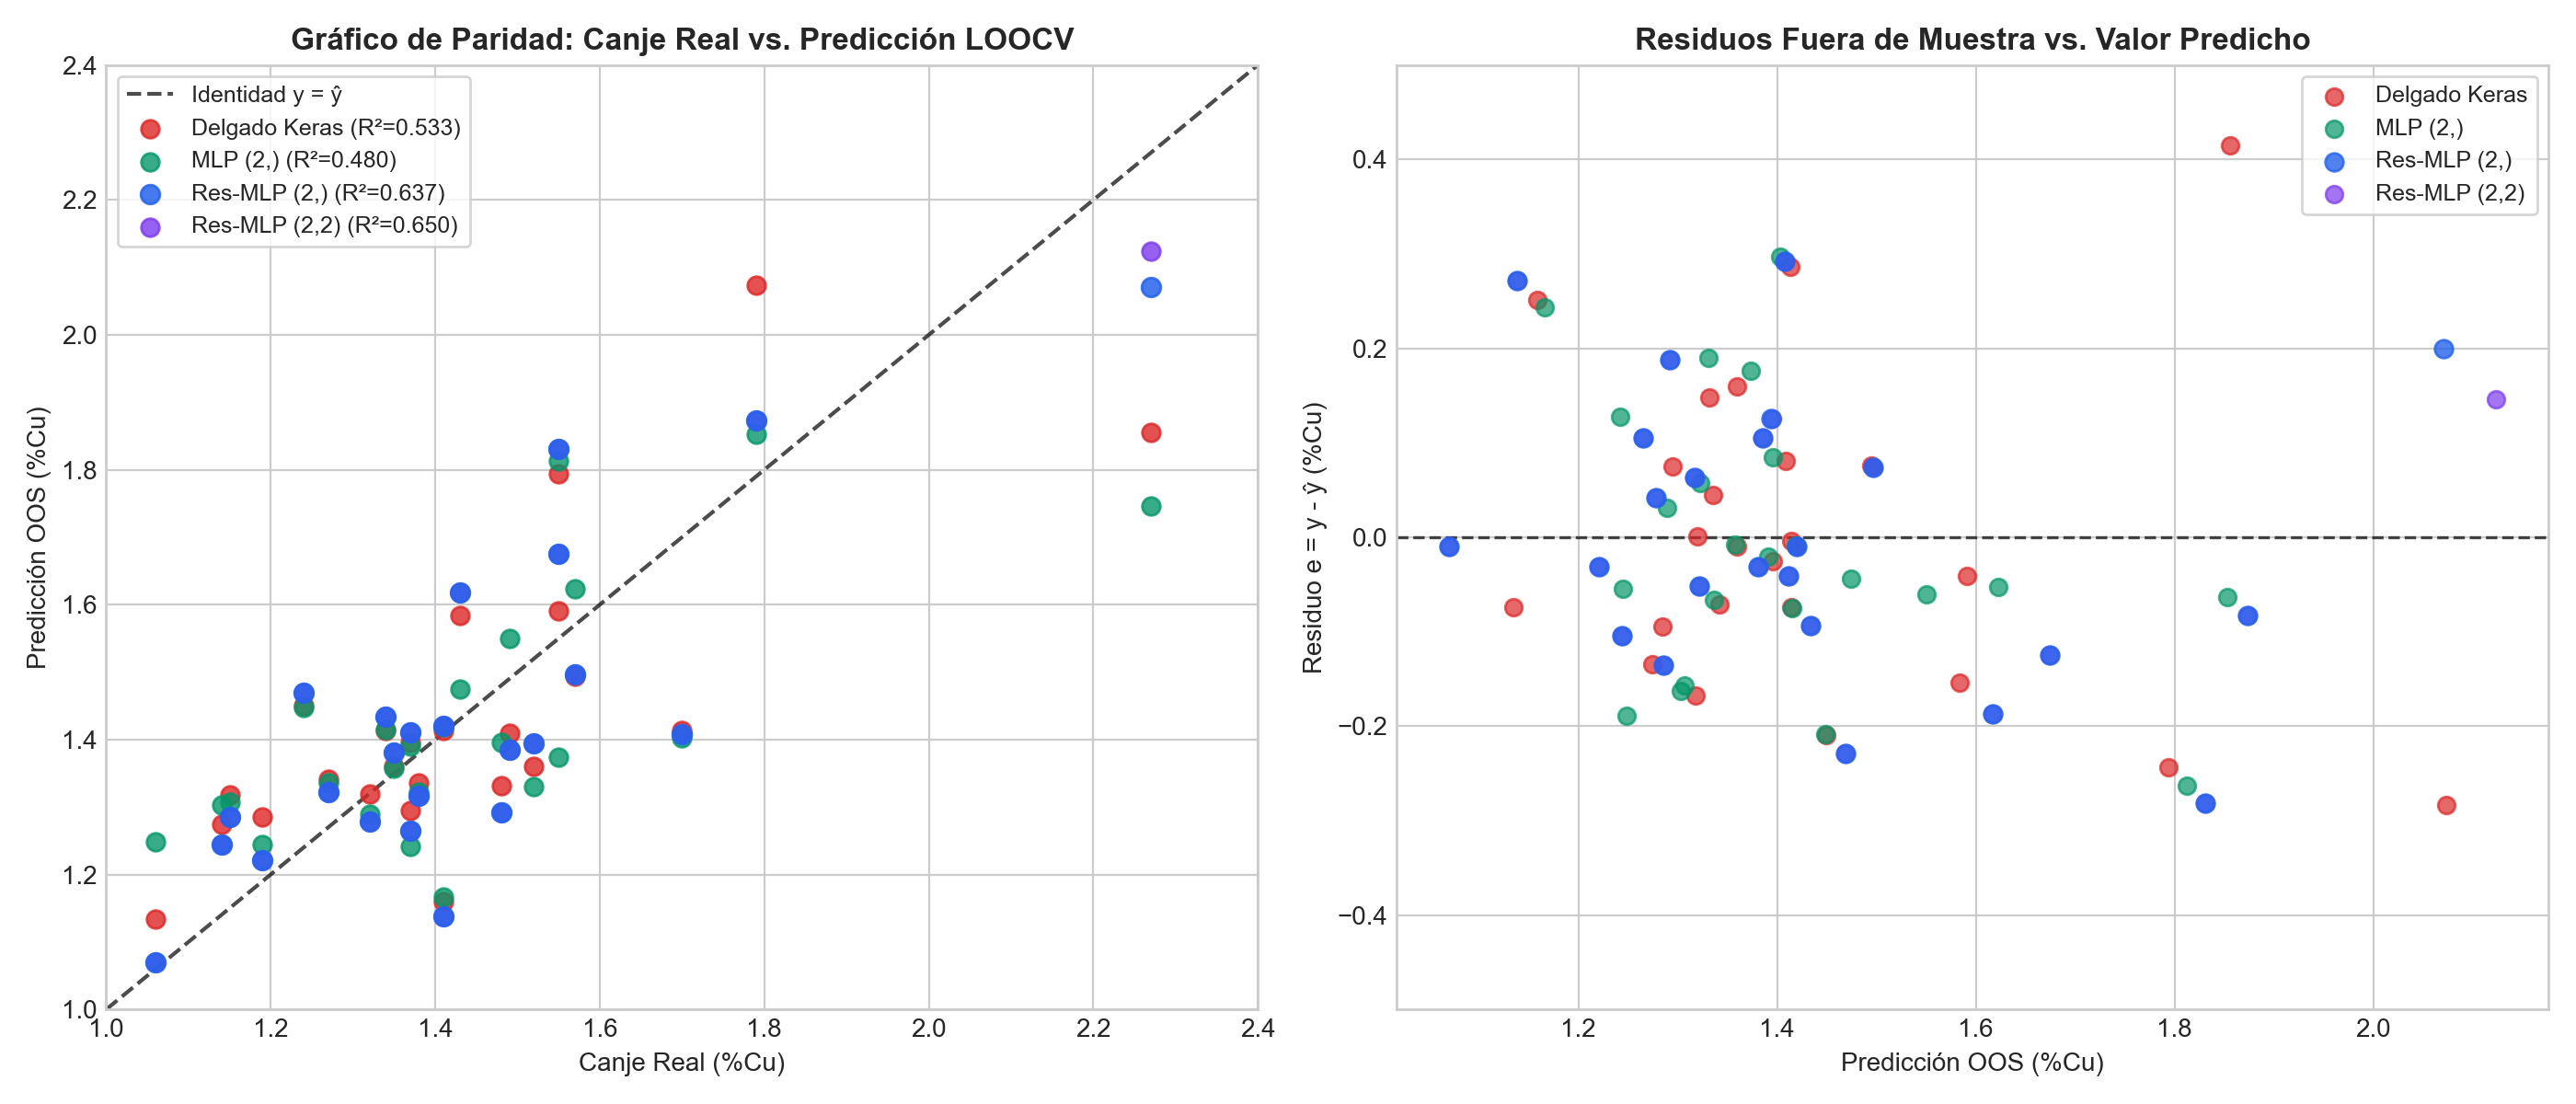 Gráfico de Paridad: Canje Real vs. Predicción LOOCV
2.4
2.2
2.0
1.8
1.6
1.4
1.2
1.0
Predicción OOS (%Cu)
Identidad y = ŷ
Delgado Keras (R²=0.533)
MLP (2,) (R²=0.480)
Res-MLP (2,) (R²=0.637)
Res-MLP (2,2) (R²=0.650)
1.0 1.2 1.4 1.6 1.8 2.0 2.2 2.4
Canje Real (%Cu)
Residuos Fuera de Muestra vs. Valor Predicho
0.4
0.2
0.0
−0.2
−0.4
Residuo e = y - ŷ (%Cu)
Delgado Keras
MLP (2,)
Res-MLP (2,)
Res-MLP (2,2)
1.2 1.4 1.6 1.8 2.0
Predicción OOS (%Cu)